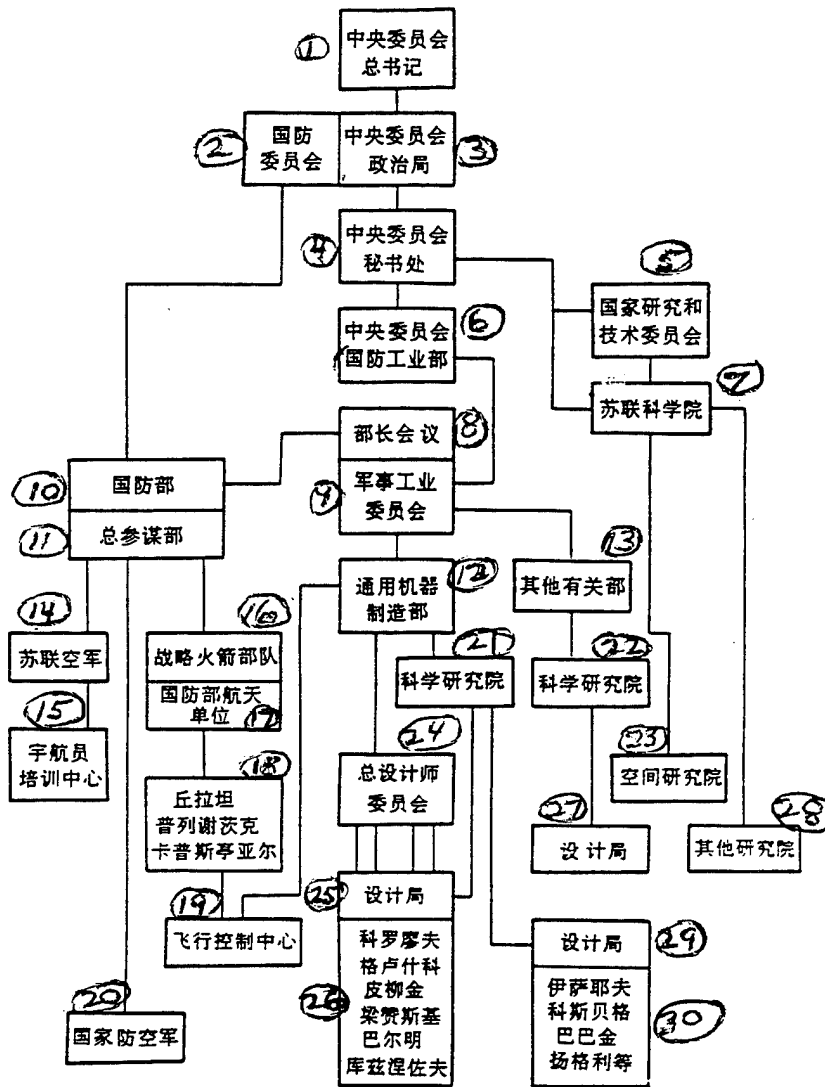 ①
中央委员会
总书记
②
国防
委员会
中央委员会
政治局
③
④
中央委员会
秘书处
5
国家研究和
技术委员会
⑥
中央委员会
国防工业部
7
苏联科学院
部长会议
8
9
军事工业
委员会
10
国防部
11
总参谋部
12
通用机器
制造部
13
其他有关部
14
苏联空军
15
宇航员
培训中心
16
战略火箭部队
国防部航天
单位
17
18
丘拉坦
普列谢茨克
卡普斯亭亚尔
19
飞行控制中心
20
国家防空军
21
科学研究院
22
科学研究院
23
空间研究院
24
总设计师
委员会
25
设计局
26
科罗廖夫
格卢什科
皮柳金
梁赞斯基
巴尔明
库兹涅佐夫
27
设计局
28
其他研究院
设计局
29
伊萨耶夫
科斯贝格
巴巴金
扬格利等
30